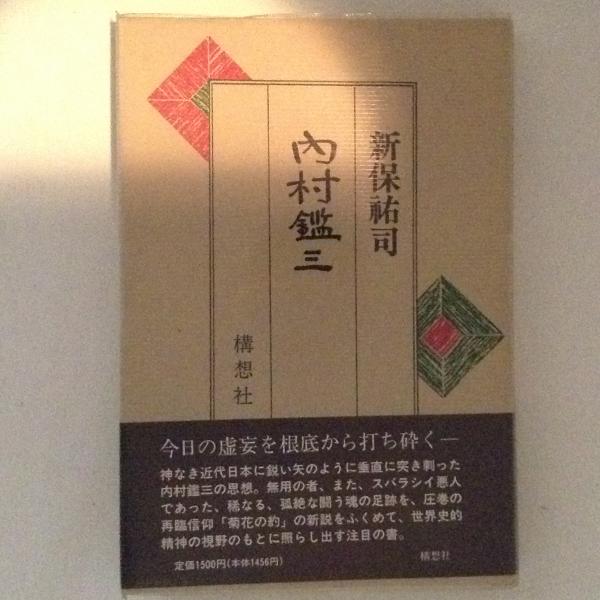 新保祐司
内村鑑三
構想社
今日の虚妄を根底から打ち砕く―
神なき近代日本に鋭い矢のように垂直に突き刺った
内村鑑三の思想。無用の者、また、スバラシイ悪人
であった、稀なる、孤絶な闘う魂の足跡を、圧巻の
再臨信仰「菊花の約」の新説をふくめて、世界史的
精神の視野のもとに照らし出す注目の書。
定価1500円(本体1456円)
構想社